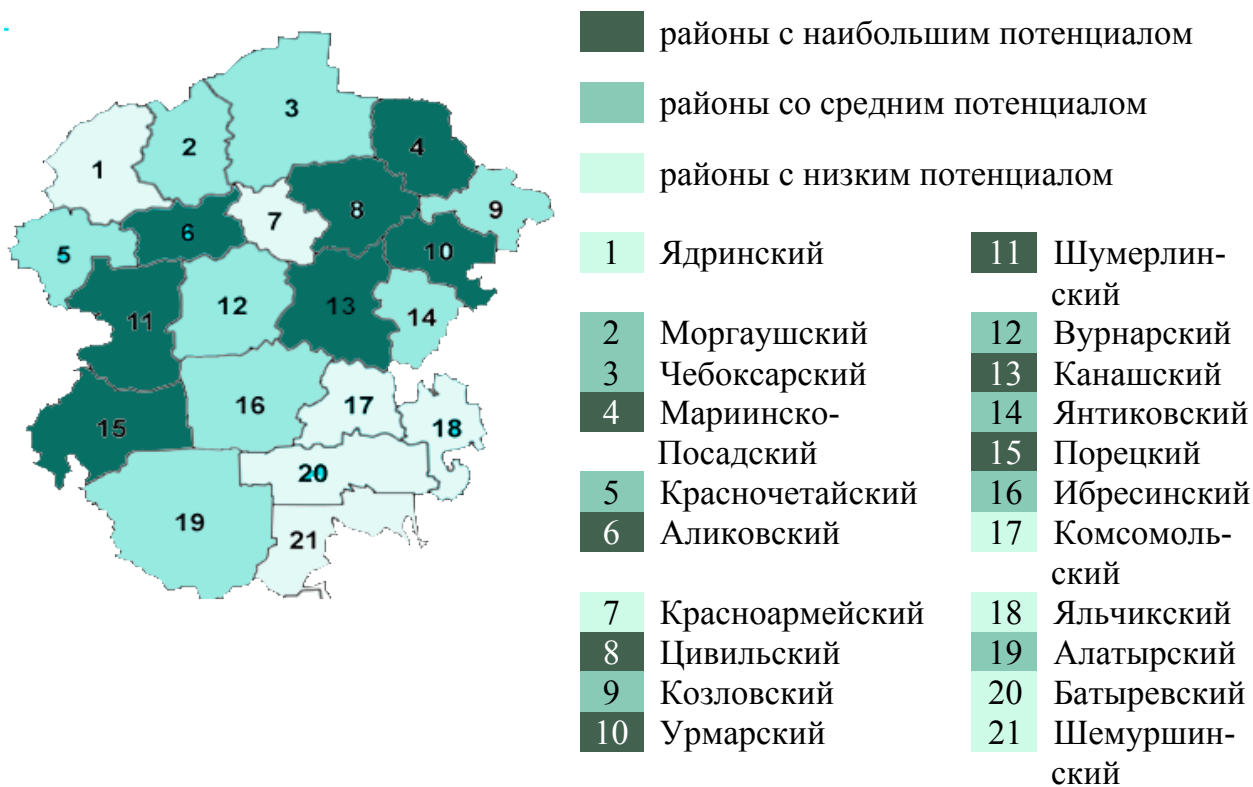 районы с наибольшим потенциалом
районы со средним потенциалом
районы с низким потенциалом
1
2
3
4
5
6
7
8
9
10
11
12
13
14
15
16
17
18
19
20
21
1 Ядринский
2 Моргаушский
3 Чебоксарский
4 Мариинско-
Посадский
5 Красночетайский
6 Аликовский
7 Красноармейский
8 Цивильский
9 Козловский
10 Урмарский
11 Шумерлин-
ский
12 Вурнарский
13 Канашский
14 Янтиковский
15 Порецкий
16 Ибресинский
17 Комсомоль-
ский
18 Яльчикский
19 Алатырский
20 Батыревский
21 Шемуршин-
ский